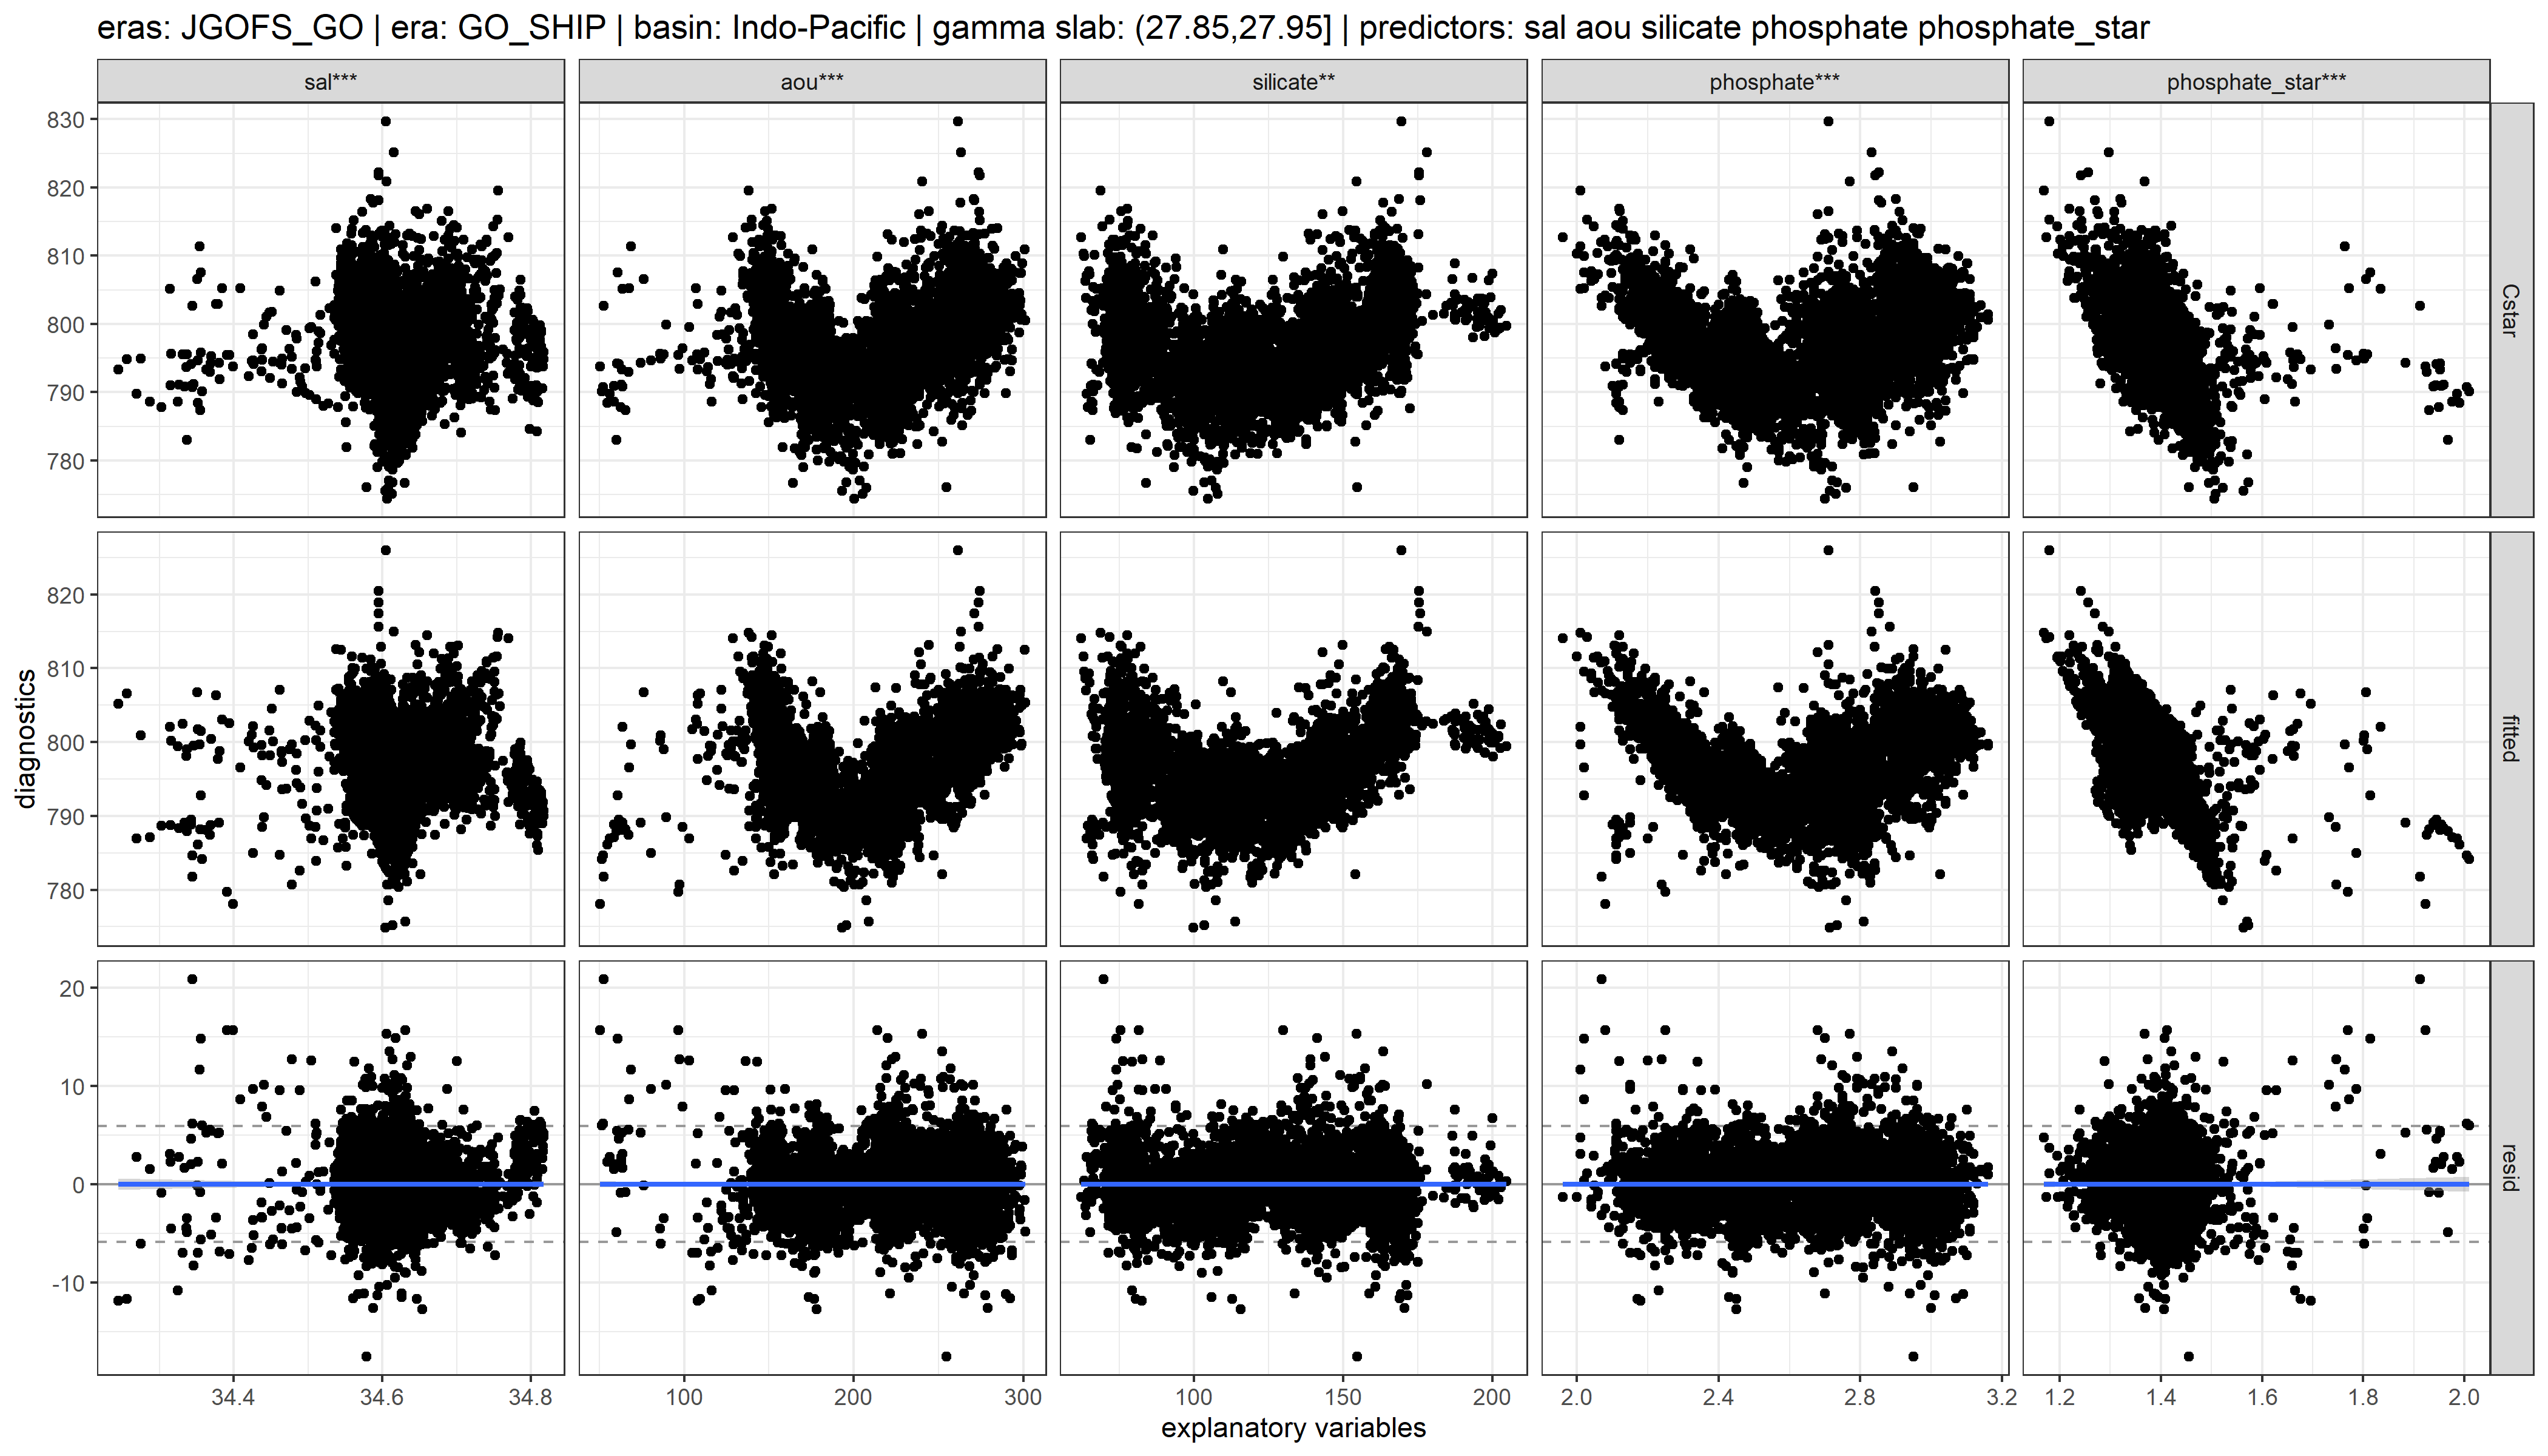 eras: JGOFS_GO | era: GO_SHIP | basin: Indo-Pacific | gamma slab: (27.85,27.95] | predictors: sal aou silicate phosphate phosphate_star
sal*** aou*** silicate** phosphate*** phosphate_star***
830
820
810
800
790
780
Cstar
820
810
800
790
780
fitted
diagnostics
20
10
0
-10
resid
34.4 34.6 34.8 100 200 300 100 150 200 2.0 2.4 2.8 3.2 1.2 1.4 1.6 1.8 2.0
explanatory variables